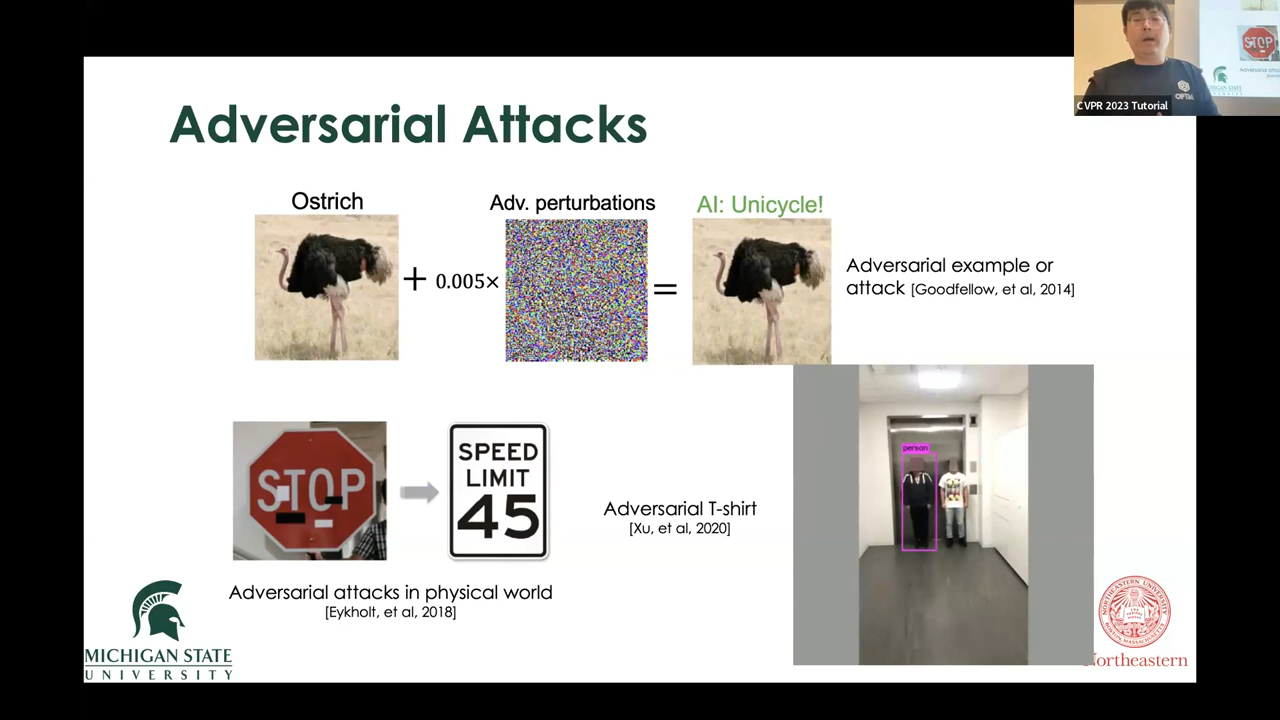 CVPR 2023 Tutorial
OPTML
STOP
Adversarial Attacks
Ostrich
Adv. perturbations
AI: Unicycle!
+ 0.005×
=
Adversarial example or
attack [Goodfellow, et al, 2014]
STOP
SPEED
LIMIT
45
person
Adversarial T-shirt
[Xu, et al, 2020]
Adversarial attacks in physical world
[Eykholt, et al, 2018]
MICHIGAN STATE
UNIVERSITY
Northeastern